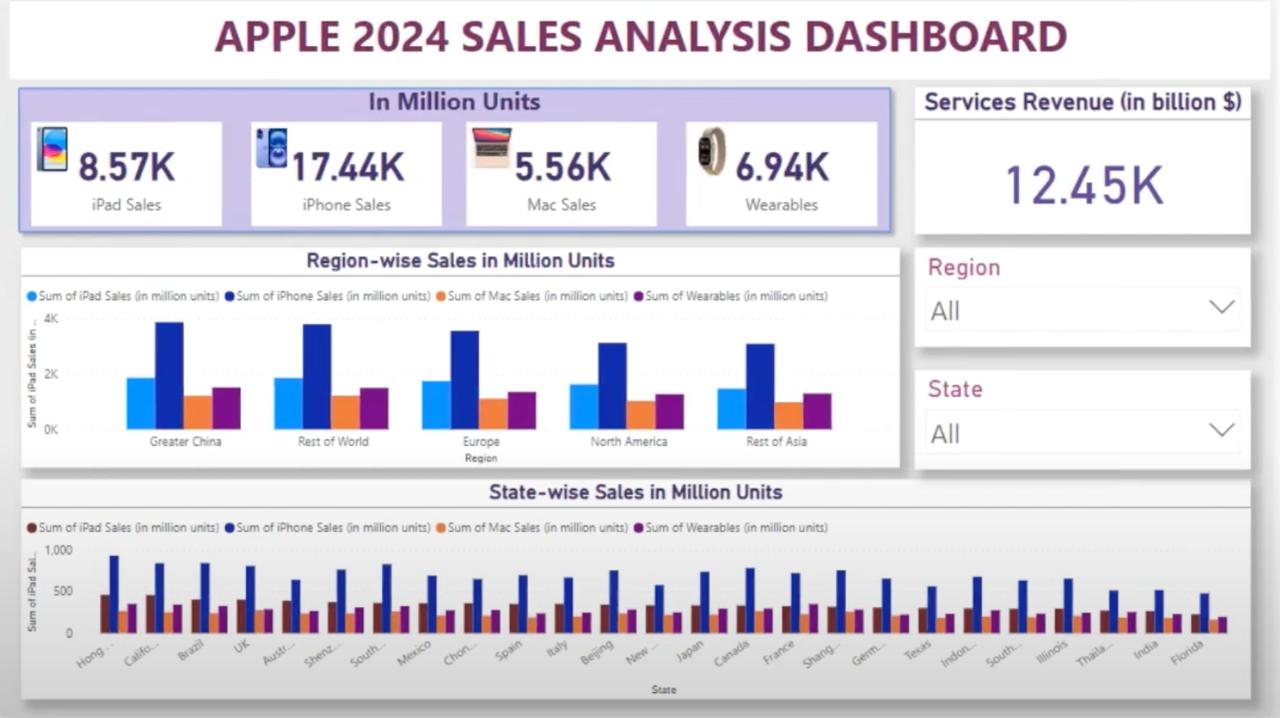 APPLE 2024 SALES ANALYSIS DASHBOARD
In Million Units
8.57K
iPad Sales
17.44K
iPhone Sales
5.56K
Mac Sales
6.94K
Wearables
Services Revenue (in billion $)
12.45K
Region-wise Sales in Million Units
Sum of iPad Sales (in million units) Sum of iPhone Sales (in million units) Sum of Mac Sales (in million units) Sum of Wearables (in million units)
Sum of iPad Sales (in ...
4K
2K
0K
Greater China Rest of World Europe North America Rest of Asia
Region
Region
All
State
All
State-wise Sales in Million Units
Sum of iPad Sales (in million units) Sum of iPhone Sales (in million units) Sum of Mac Sales (in million units) Sum of Wearables (in million units)
Sum of iPad Sal...
1,000
500
0
Hong... Califo... Brazil UK Austr... Shenz... South... Mexico Chon... Spain Italy Beijing New ... Japan Canada France Shang... Germ... Texas Indon... South... Illinois Thaila... India Florida
State